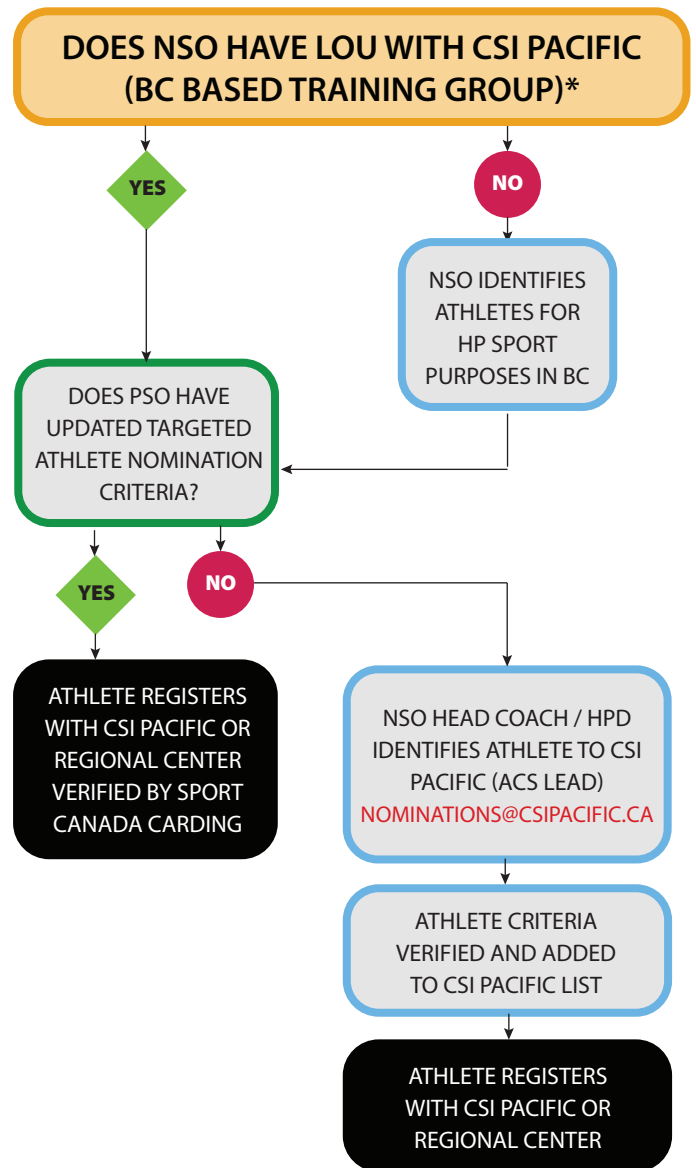 DOES NSO HAVE LOU WITH CSI PACIFIC
(BC BASED TRAINING GROUP)*
YES
NO
NSO IDENTIFIES
ATHLETES FOR
HP SPORT
PURPOSES IN BC
DOES PSO HAVE
UPDATED TARGETED
ATHLETE NOMINATION
CRITERIA?
YES
NO
ATHLETE REGISTERS
WITH CSI PACIFIC OR
REGIONAL CENTER
VERIFIED BY SPORT
CANADA CARDING
NSO HEAD COACH / HPD
IDENTIFIES ATHLETE TO CSI
PACIFIC (ACS LEAD)
NOMINATIONS@CSIPACIFIC.CA
ATHLETE CRITERIA
VERIFIED AND ADDED
TO CSI PACIFIC LIST
ATHLETE REGISTERS
WITH CSI PACIFIC OR
REGIONAL CENTER